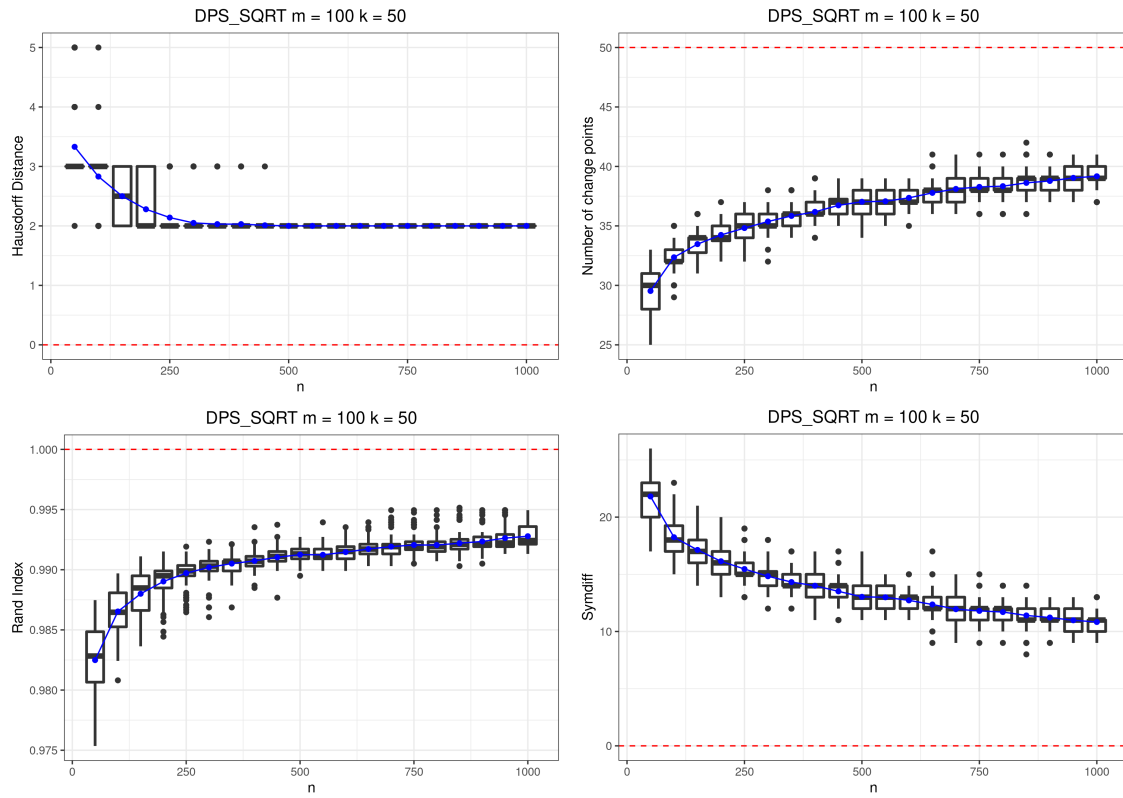 DPS_SQRT m = 100 k = 50
Hausdorff Distance
5
4
3
2
1
0
0 250 500 750 1000
n
DPS_SQRT m = 100 k = 50
Number of change points
50
45
40
35
30
25
0 250 500 750 1000
n
DPS_SQRT m = 100 k = 50
Rand Index
1.000
0.995
0.990
0.985
0.980
0.975
0 250 500 750 1000
n
DPS_SQRT m = 100 k = 50
Symdiff
20
10
0
0 250 500 750 1000
n